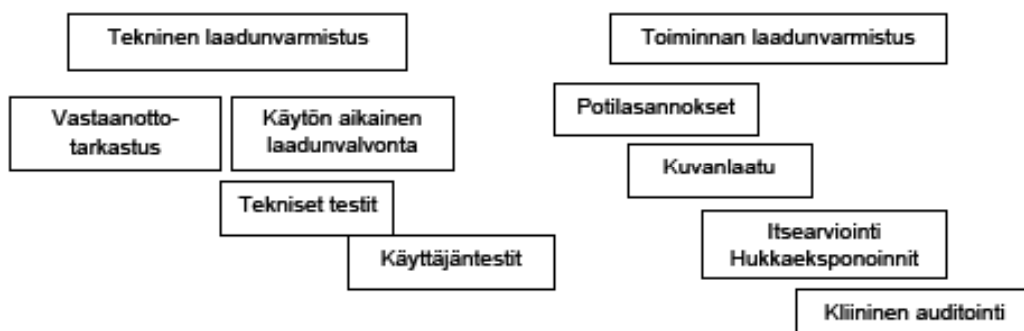 Tekninen laadunvarmistus
Toiminnan laadunvarmistus
Vastaanotto-
tarkastus
Käytön aikainen
laadunvalvonta
Potilasannokset
Kuvanlaatu
Tekniset testit
Itsearviointi
Hukkaeksponoinnit
Käyttäjäntestit
Kliininen auditointi